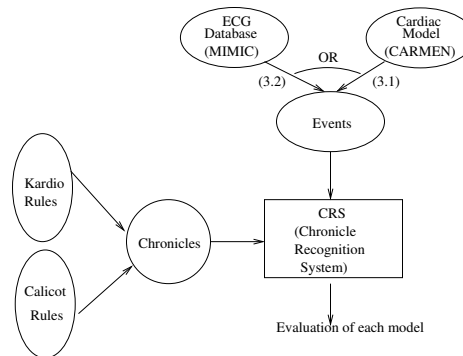 ECG
Database
(MIMIC)
Cardiac
Model
(CARMEN)
OR
(3.2)
(3.1)
Events
Kardio
Rules
Chronicles
CRS
(Chronicle
Recognition
System)
Calicot
Rules
Evaluation of each model